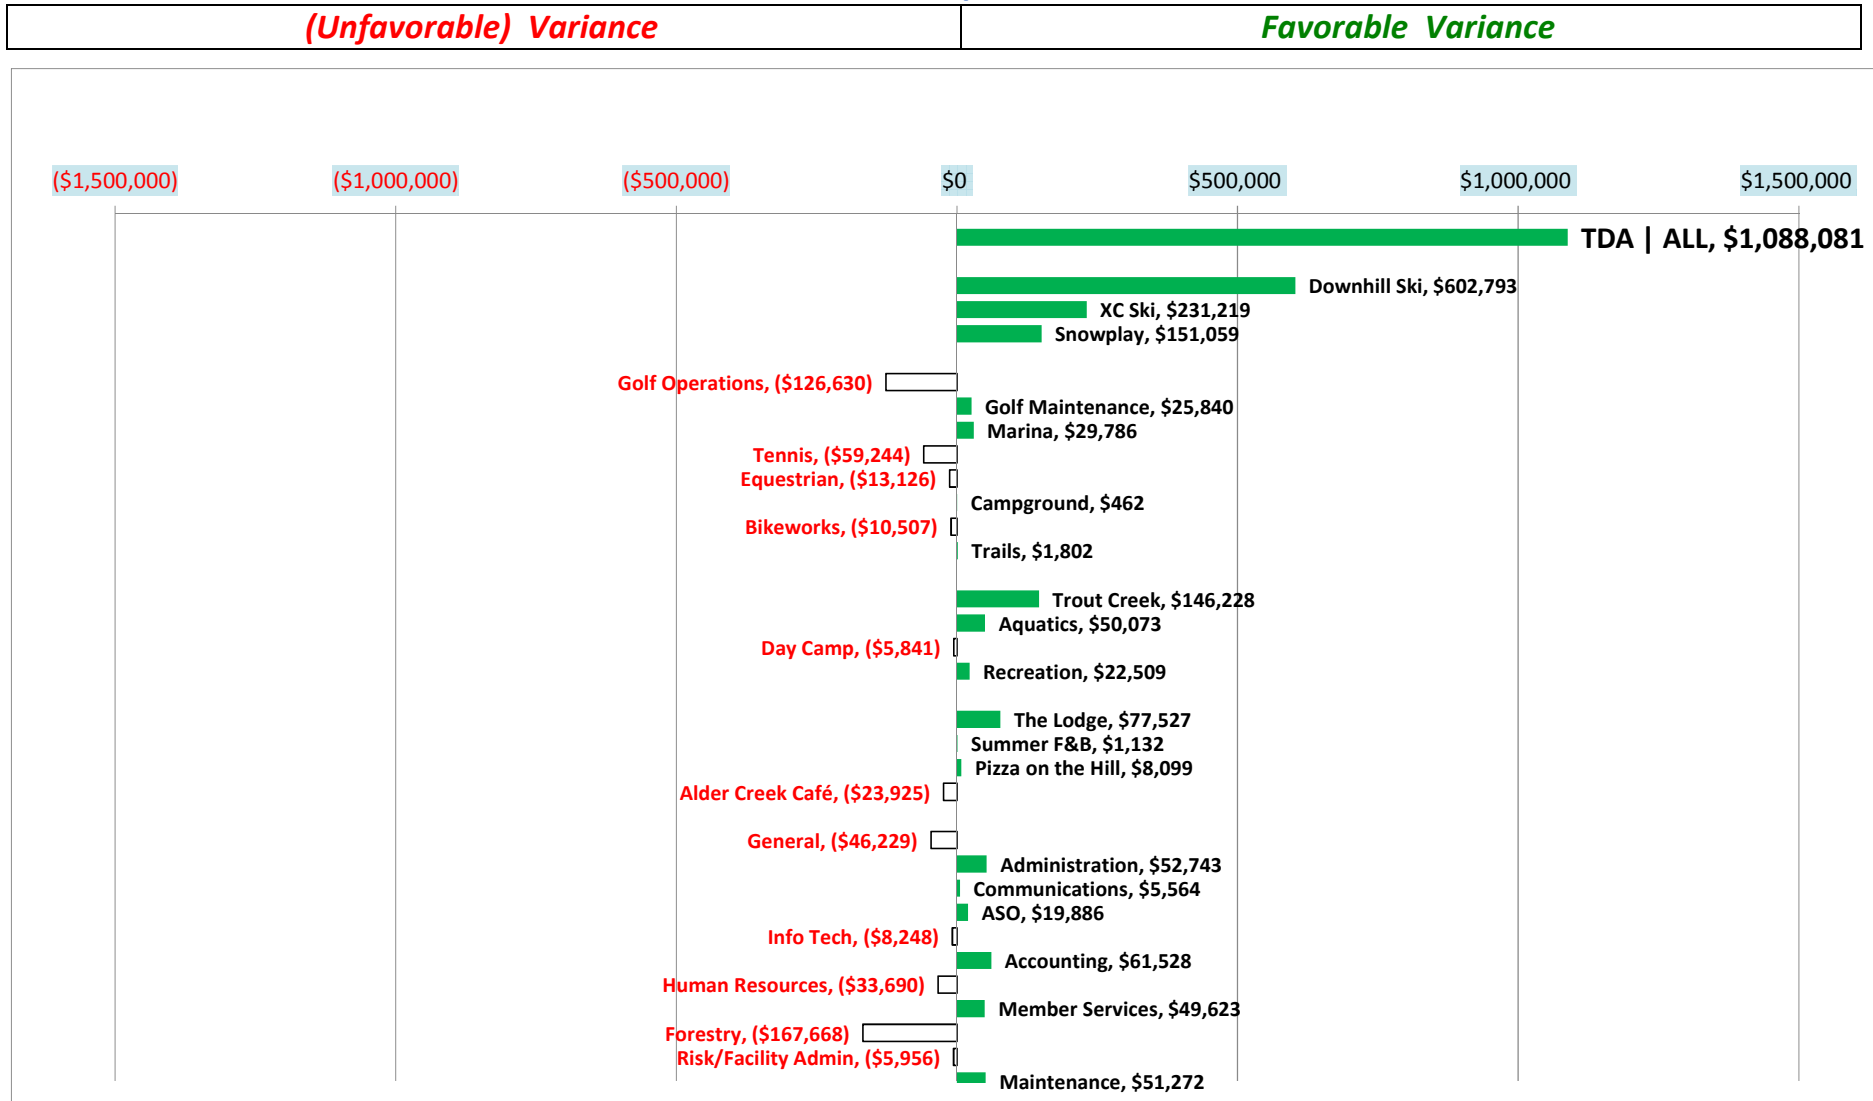 (Unfavorable) Variance Favorable Variance
($1,500,000) ($1,000,000) ($500,000) $0 $500,000 $1,000,000 $1,500,000
TDA | ALL, $1,088,081
Downhill Ski, $602,793
XC Ski, $231,219
Snowplay, $151,059
Golf Operations, ($126,630)
Golf Maintenance, $25,840
Marina, $29,786
Tennis, ($59,244)
Equestrian, ($13,126)
Campground, $462
Bikeworks, ($10,507)
Trails, $1,802
Trout Creek, $146,228
Aquatics, $50,073
Day Camp, ($5,841)
Recreation, $22,509
The Lodge, $77,527
Summer F&B, $1,132
Pizza on the Hill, $8,099
Alder Creek Café, ($23,925)
General, ($46,229)
Administration, $52,743
Communications, $5,564
ASO, $19,886
Info Tech, ($8,248)
Accounting, $61,528
Human Resources, ($33,690)
Member Services, $49,623
Forestry, ($167,668)
Risk/Facility Admin, ($5,956)
Maintenance, $51,272